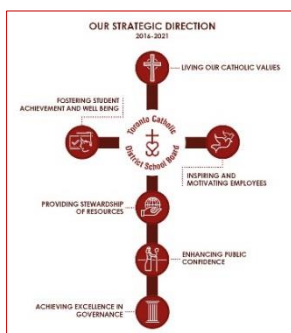 OUR STRATEGIC DIRECTION
2016-2021
LIVING OUR CATHOLIC VALUES
FOSTERING STUDENT
ACHIEVEMENT AND WELL BEING
Toronto Catholic
District School Board
INSPIRING AND
MOTIVATING EMPLOYEES
PROVIDING STEWARDSHIP
OF RESOURCES
ENHANCING PUBLIC
CONFIDENCE
ACHIEVING EXCELLENCE IN
GOVERNANCE